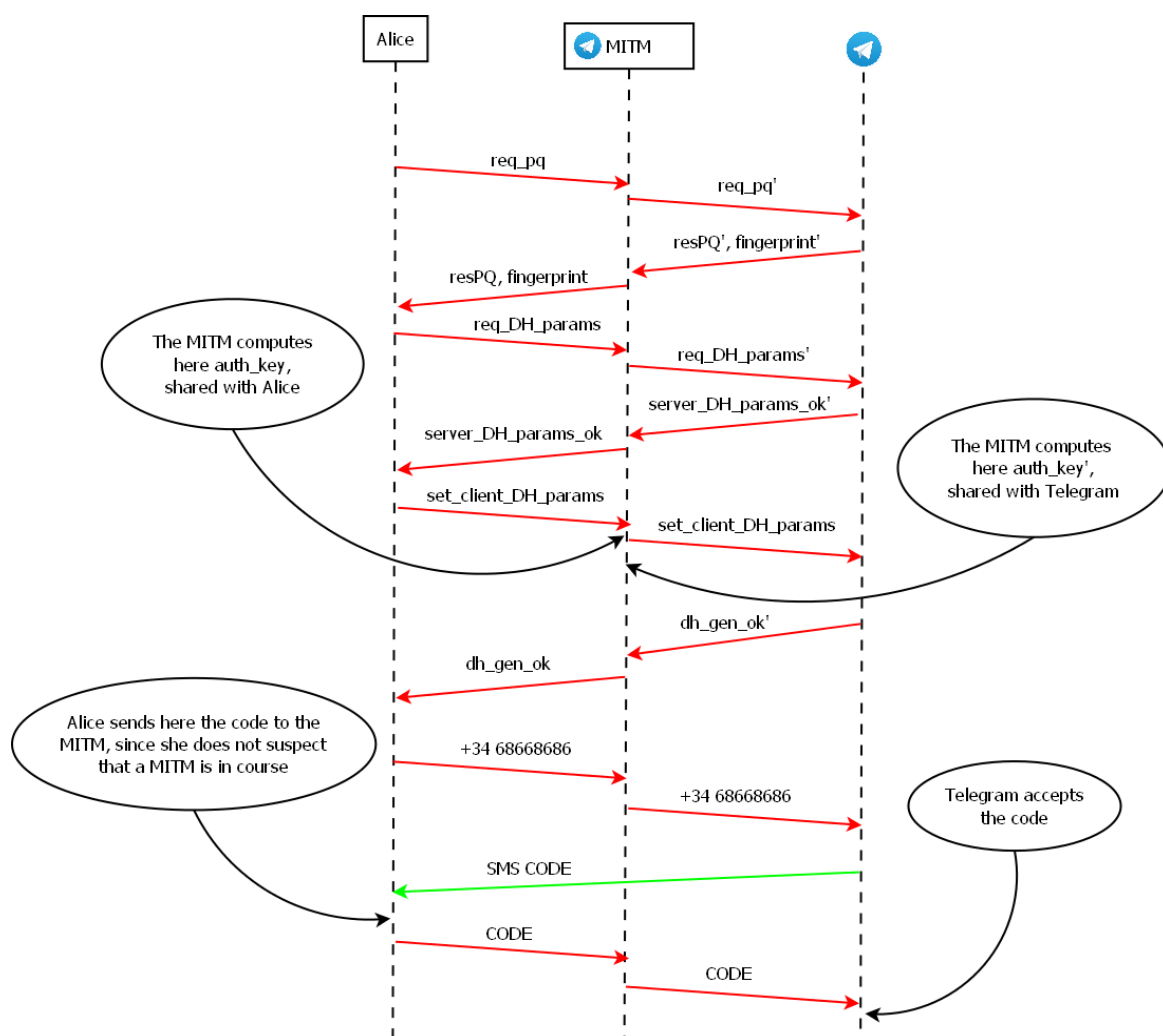 Alice
MITM
req_pq
req_pq'
resPQ', fingerprint'
resPQ, fingerprint
The MITM computes
here auth_key,
shared with Alice
req_DH_params
req_DH_params'
server_DH_params_ok'
server_DH_params_ok
The MITM computes
here auth_key',
shared with Telegram
set_client_DH_params
set_client_DH_params
dh_gen_ok'
dh_gen_ok
Alice sends here the code to the
MITM, since she does not suspect
that a MITM is in course
+34 68668686
+34 68668686
Telegram accepts
the code
SMS CODE
CODE
CODE